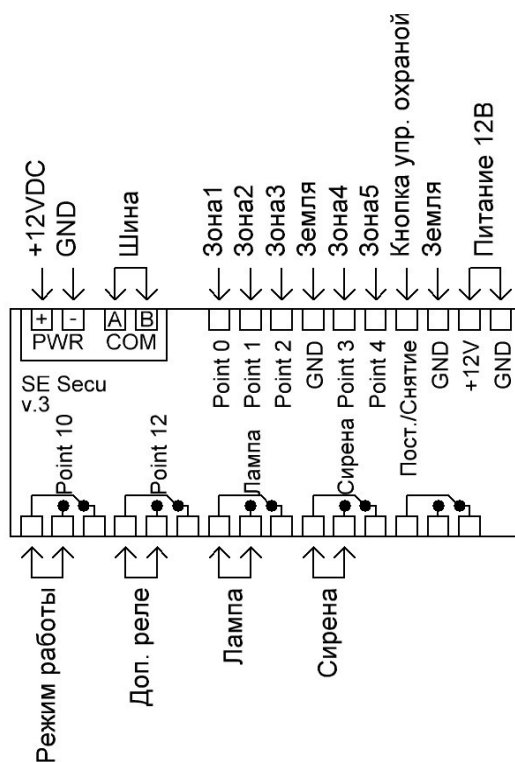 +12VDC
GND
Шина
Зона1
Зона2
Зона3
Земля
Зона4
Зона5
Кнопка упр. охраной
Земля
Питание 12В
+
-
A
B
PWR
COM
SE Secu
v.3
Point 0
Point 1
Point 2
GND
Point 3
Point 4
Пост./Снятие
GND
+12V
GND
Point 10
Point 12
Лампа
Сирена
Режим работы
Доп. реле
Лампа
Сирена